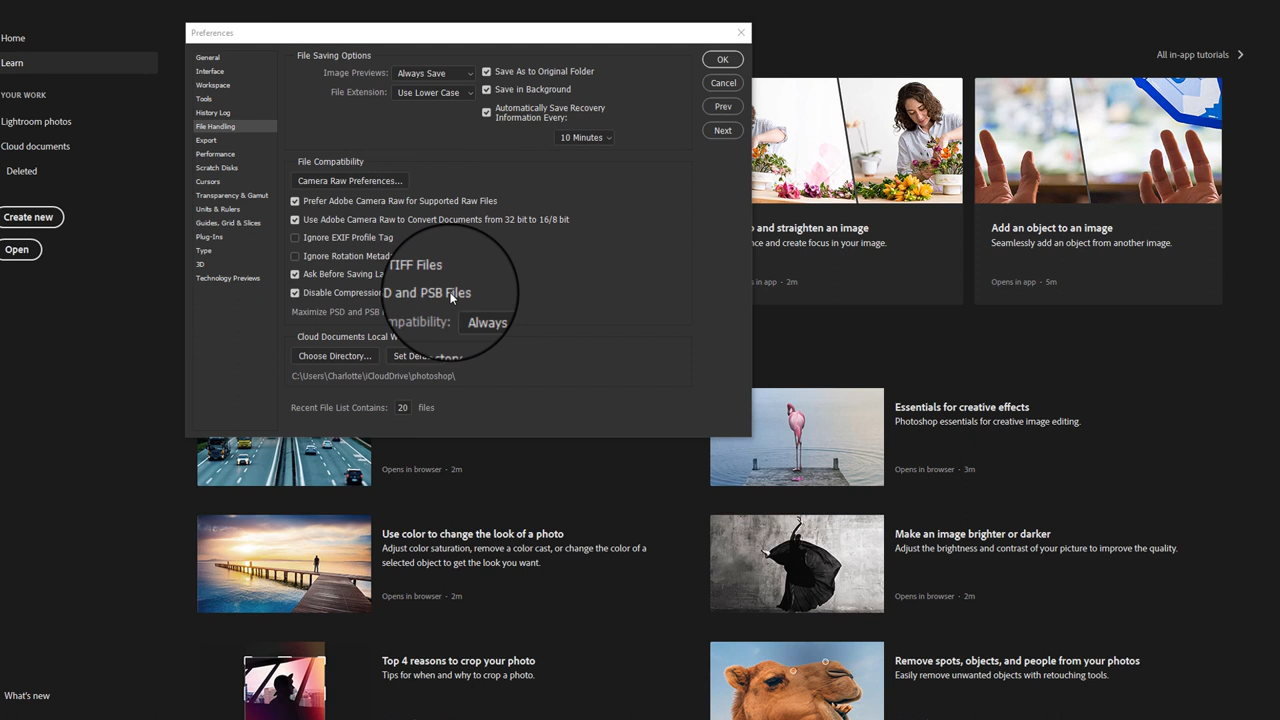 Home
Learn
YOUR WORK
Lightroom photos
Cloud documents
Deleted
Create new
Open
What's new
Preferences
General
Interface
Workspace
Tools
History Log
File Handling
Export
Performance
Scratch Disks
Cursors
Transparency & Gamut
Units & Rulers
Guides, Grid & Slices
Plug-Ins
Type
3D
Technology Previews
File Saving Options
Image Previews: Always Save
File Extension: Use Lower Case
Save As to Original Folder
Save in Background
Automatically Save Recovery
Information Every:
10 Minutes
File Compatibility
Camera Raw Preferences...
Prefer Adobe Camera Raw for Supported Raw Files
Use Adobe Camera Raw to Convert Documents from 32 bit to 16/8 bit
Ignore EXIF Profile Tag
Ignore Rotation
Ask Before Saving
TIFF Files
Disable Compression
and PSB Files
Maximize PSD and PSB
Always
Cloud Documents Local
Choose Directory...
Set
C:\Users\Charlotte\iCloudDrive\photoshop\
Recent File List Contains: 20 files
OK
Cancel
Prev
Next
All in-app tutorials
and straighten an image
and create focus in your image.
in app • 2m
Add an object to an image
Seamlessly add an object from another image.
Opens in app • 5m
Opens in browser • 2m
Essentials for creative effects
Photoshop essentials for creative image editing.
Opens in browser • 3m
Use color to change the look of a photo
Adjust color saturation, remove a color cast, or change the color of a
selected object to get the look you want.
Opens in browser • 2m
Make an image brighter or darker
Adjust the brightness and contrast of your picture to improve the quality.
Opens in browser • 2m
Top 4 reasons to crop your photo
Tips for when and why to crop a photo.
Remove spots, objects, and people from your photos
Easily remove unwanted objects with retouching tools.